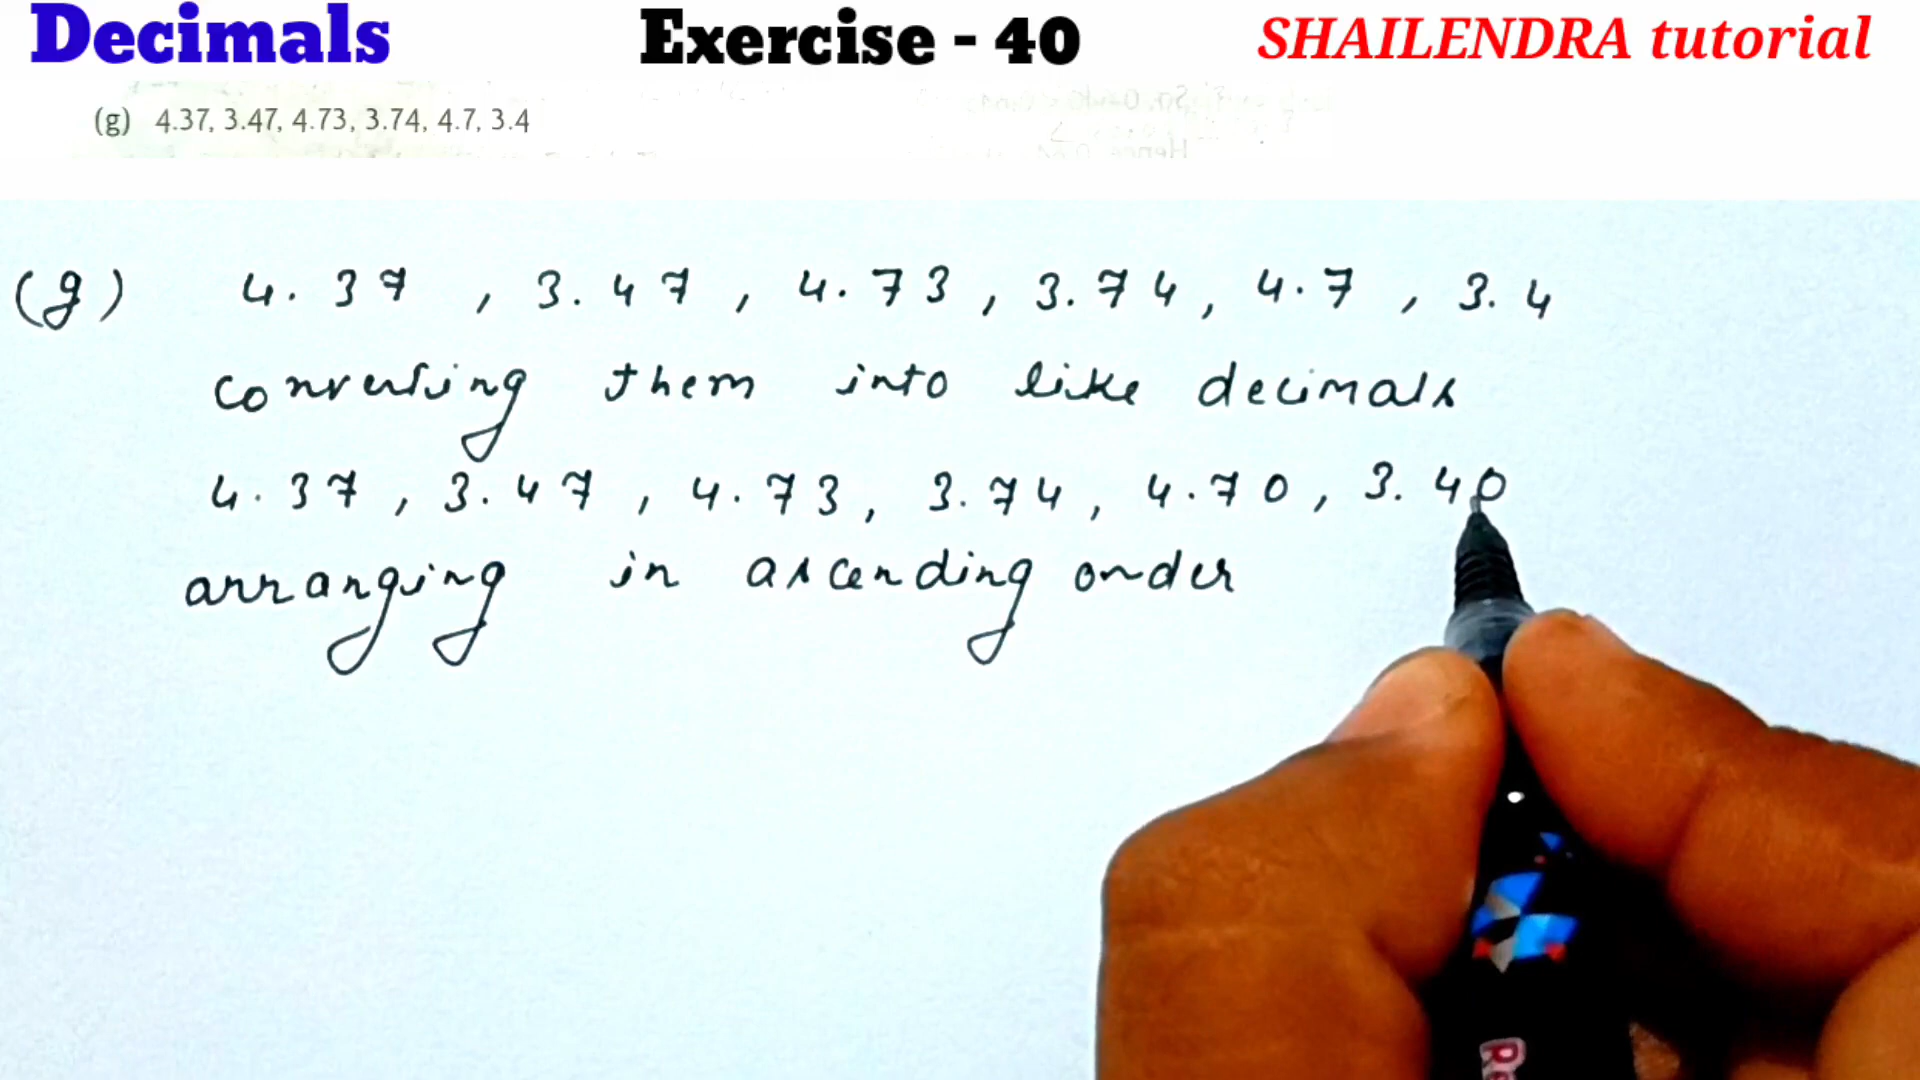 Decimals Exercise - 40 SHAILENDRA tutorial
(g) 4.37, 3.47, 4.73, 3.74, 4.7, 3.4
(g) 4.37, 3.47, 4.73, 3.74, 4.7, 3.4
converting them into like decimals
4.37, 3.47, 4.73, 3.74, 4.70, 3.40
arranging in ascending order